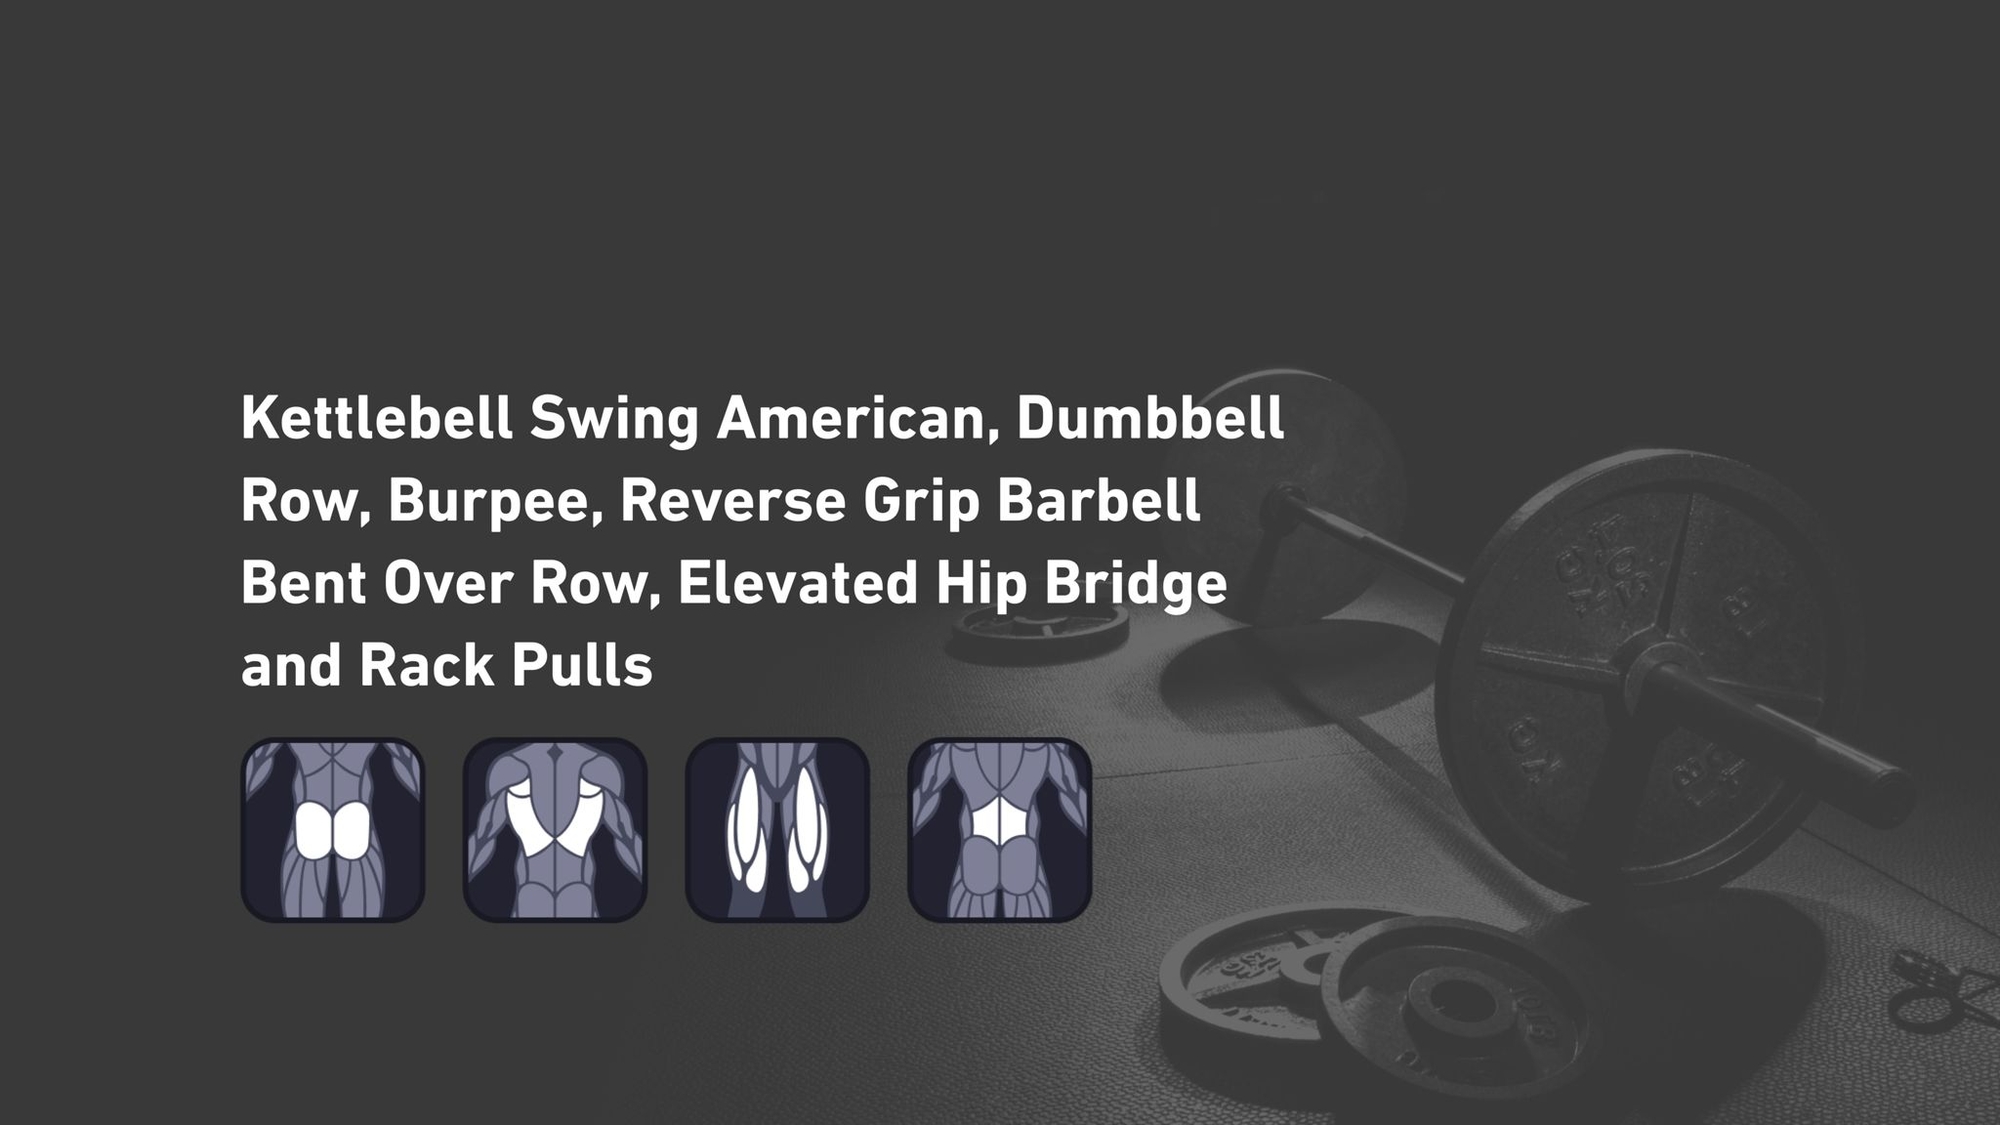 Kettlebell Swing American, Dumbbell
Row, Burpee, Reverse Grip Barbell
Bent Over Row, Elevated Hip Bridge
and Rack Pulls